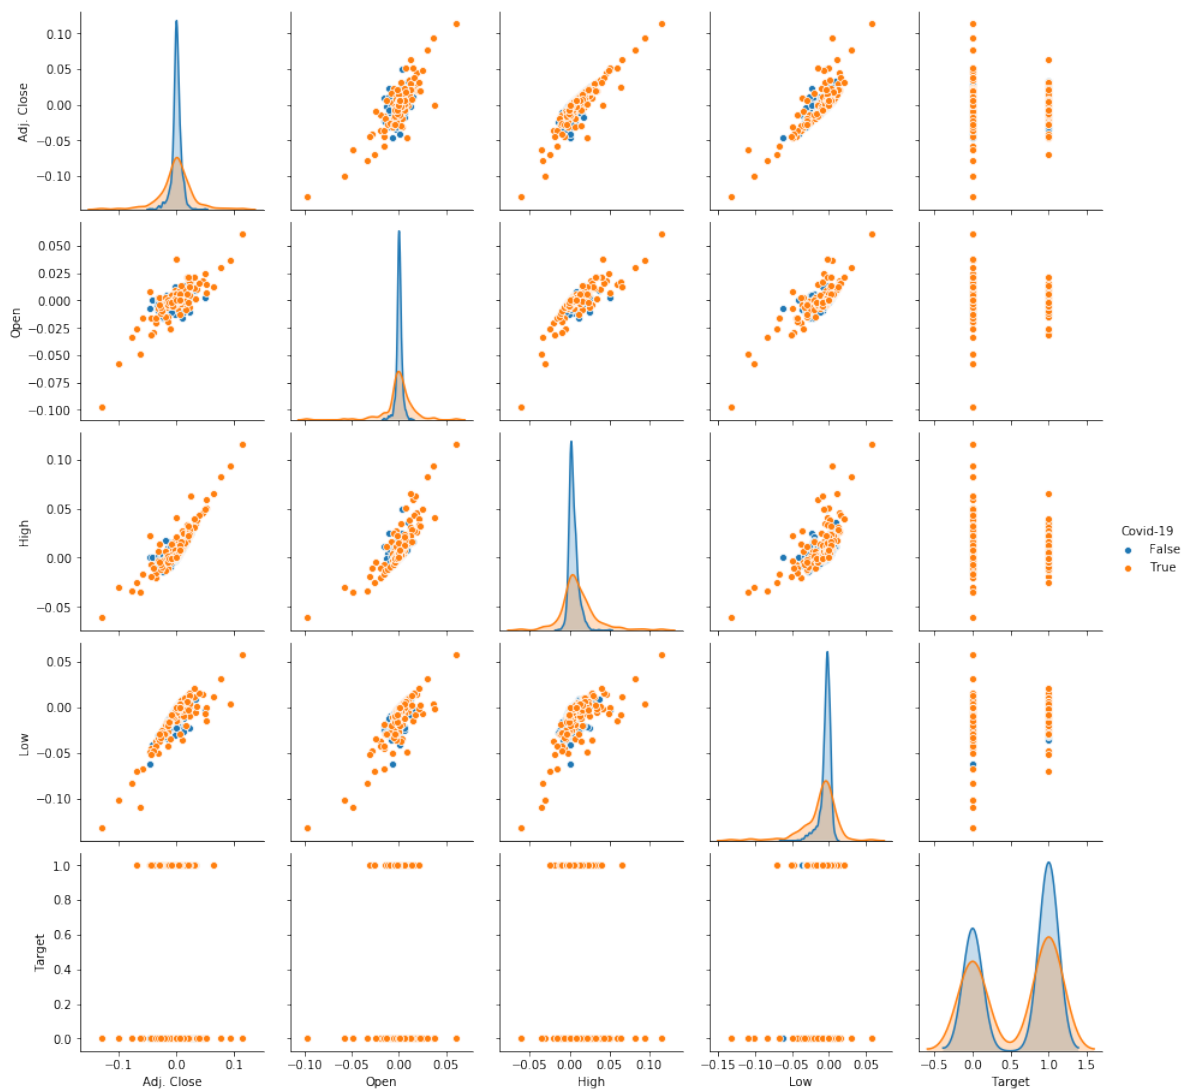 0.10
0.05
0.00
−0.05
−0.10
Adj. Close
0.050
0.025
0.000
−0.025
−0.050
−0.075
−0.100
Open
0.10
0.05
0.00
−0.05
High
Covid-19
False
True
0.05
0.00
−0.05
−0.10
Low
1.0
0.8
0.6
0.4
0.2
0.0
Target
−0.1 0.0 0.1
Adj. Close
−0.10 −0.05 0.00 0.05
Open
−0.05 0.00 0.05 0.10
High
−0.15 −0.10 −0.05 0.00 0.05
Low
−0.5 0.0 0.5 1.0 1.5
Target